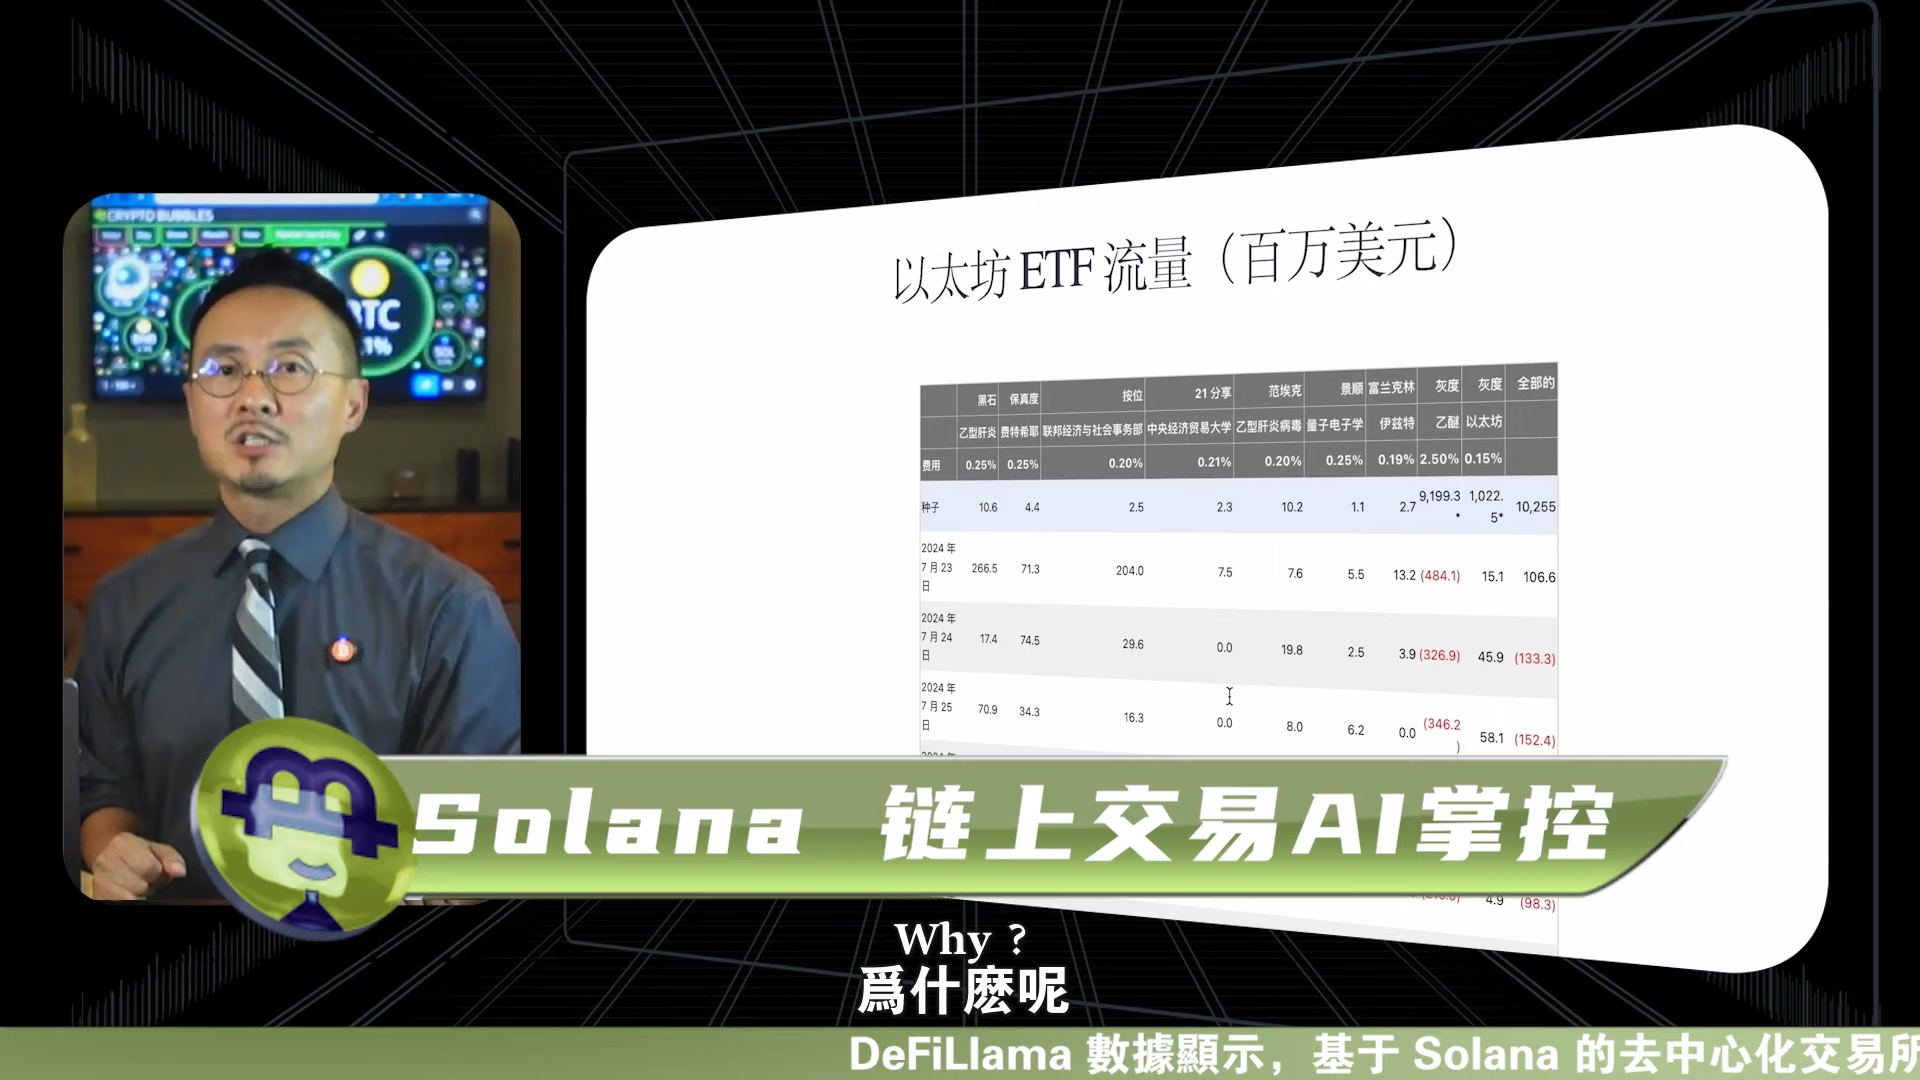 CRYPTO BUBBLES
BTC
SOL
以太坊 ETF 流量（百万美元）
黑石 保真度 按位 21 分享 范埃克 景顺 富兰克林 灰度 灰度 全部的
乙型肝炎 费特希耶 联邦经济与社会事务部 中央经济贸易大学 乙型肝炎病毒 量子电子学 伊兹特 乙醚 以太坊
费用 0.25% 0.25% 0.20% 0.21% 0.20% 0.25% 0.19% 2.50% 0.15%
种子 10.6 4.4 2.5 2.3 10.2 1.1 2.7 9,199.3* 1,022.5* 10,255
2024 年 7 月 23 日 266.5 71.3 204.0 7.5 7.6 5.5 13.2 (484.1) 15.1 106.6
2024 年 7 月 24 日 17.4 74.5 29.6 0.0 19.8 2.5 3.9 (326.9) 45.9 (133.3)
2024 年 7 月 25 日 70.9 34.3 16.3 0.0 8.0 6.2 0.0 (346.2) 58.1 (152.4)
Solana 链上交易AI掌控
4.9 (98.3)
Why ?
爲什麽呢
DeFiLlama 數據顯示，基于 Solana 的去中心化交易所